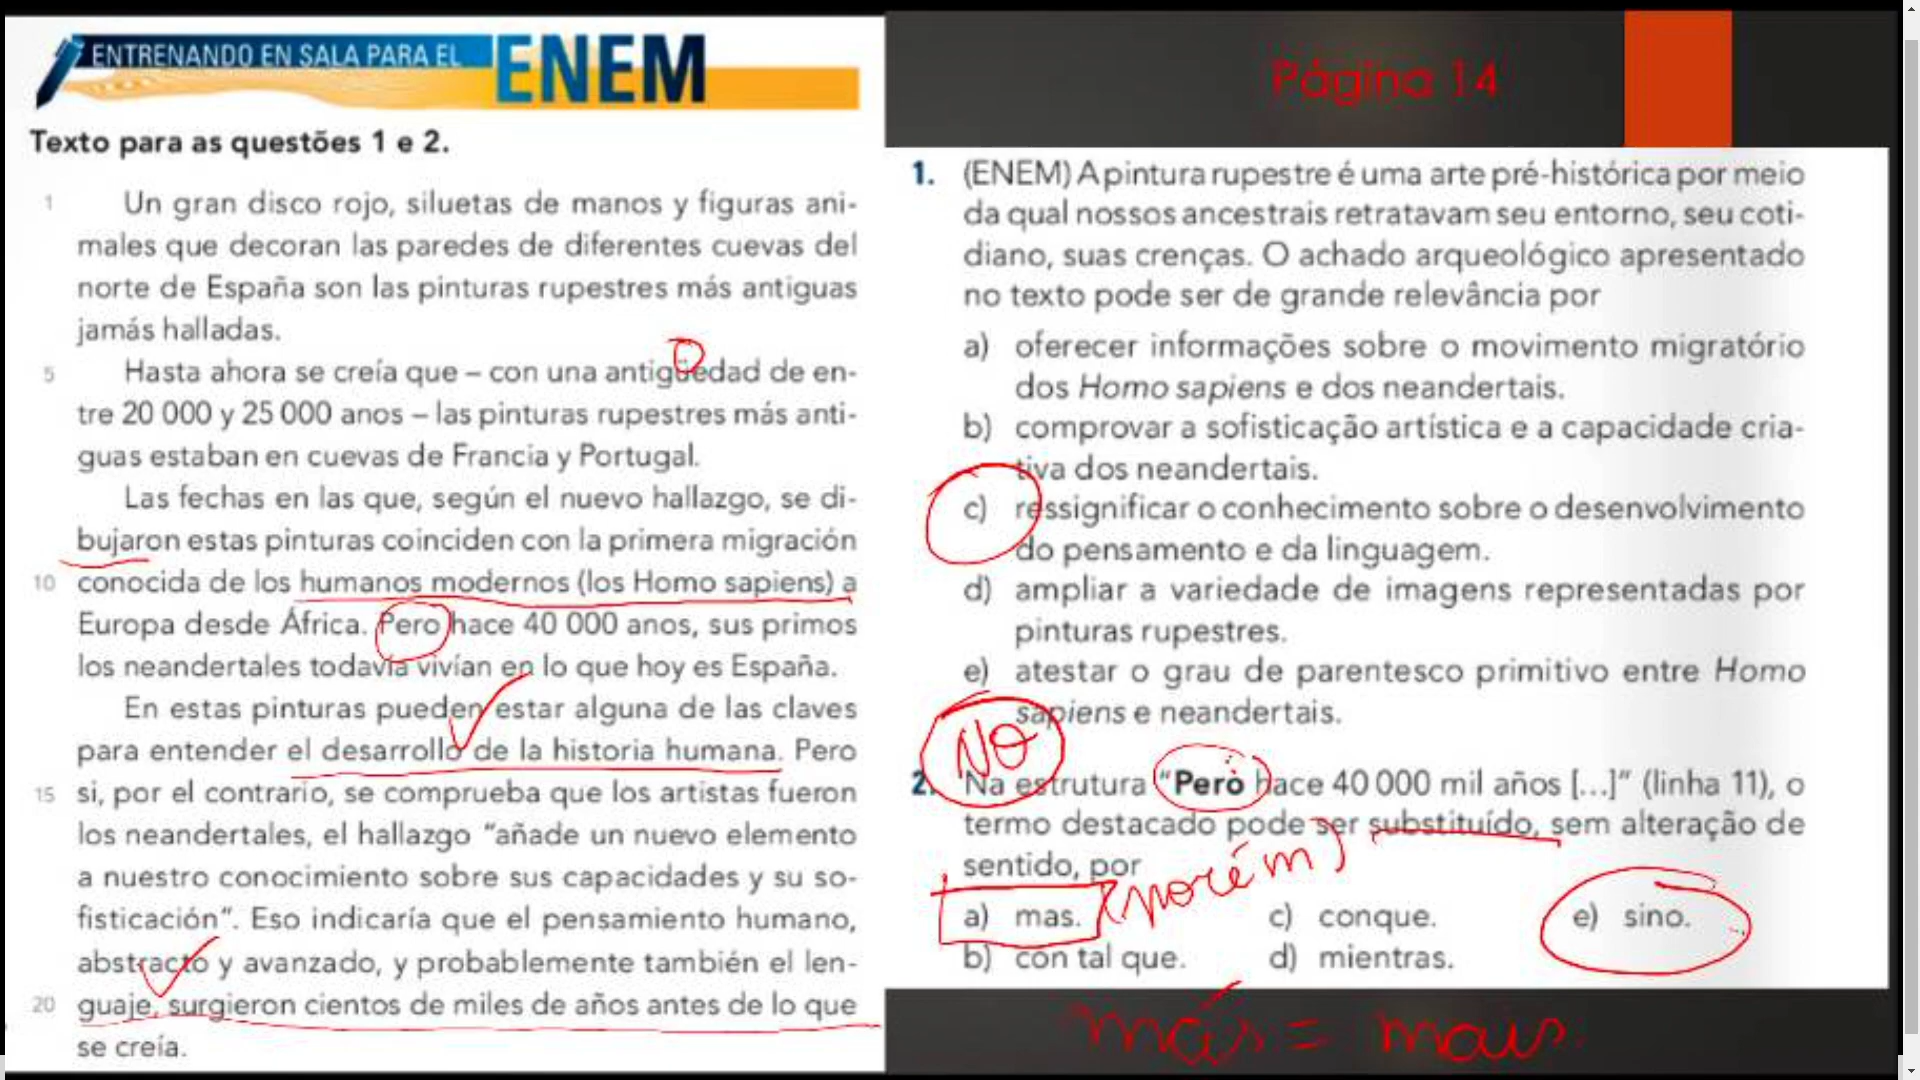 ENTRENANDO EN SALA PARA EL ENEM
Texto para as questões 1 e 2.
1 Un gran disco rojo, siluetas de manos y figuras ani-
males que decoran las paredes de diferentes cuevas del
norte de España son las pinturas rupestres más antiguas
jamás halladas.
5 Hasta ahora se creía que – con una antigüedad de en-
tre 20 000 y 25 000 anos – las pinturas rupestres más anti-
guas estaban en cuevas de Francia y Portugal.
Las fechas en las que, según el nuevo hallazgo, se di-
bujaron estas pinturas coinciden con la primera migración
10 conocida de los humanos modernos (los Homo sapiens) a
Europa desde África. Pero hace 40 000 anos, sus primos
los neandertales todavía vivían en lo que hoy es España.
En estas pinturas pueden estar alguna de las claves
para entender el desarrollo de la historia humana. Pero
15 si, por el contrario, se comprueba que los artistas fueron
los neandertales, el hallazgo “añade un nuevo elemento
a nuestro conocimiento sobre sus capacidades y su so-
fisticación”. Eso indicaría que el pensamiento humano,
abstracto y avanzado, y probablemente también el len-
20 guaje, surgieron cientos de miles de años antes de lo que
se creía.
Página 14
1. (ENEM) A pintura rupestre é uma arte pré-histórica por meio
da qual nossos ancestrais retratavam seu entorno, seu coti-
diano, suas crenças. O achado arqueológico apresentado
no texto pode ser de grande relevância por
a) oferecer informações sobre o movimento migratório
dos Homo sapiens e dos neandertais.
b) comprovar a sofisticação artística e a capacidade cria-
tiva dos neandertais.
c) ressignificar o conhecimento sobre o desenvolvimento
do pensamento e da linguagem.
d) ampliar a variedade de imagens representadas por
pinturas rupestres.
e) atestar o grau de parentesco primitivo entre Homo
sapiens e neandertais.
NO
2. Na estrutura “Pero hace 40 000 mil años [...]” (linha 11), o
termo destacado pode ser substituído, sem alteração de
sentido, por
(porém)
a) mas. c) conque. e) sino.
b) con tal que. d) mientras.
más = mais